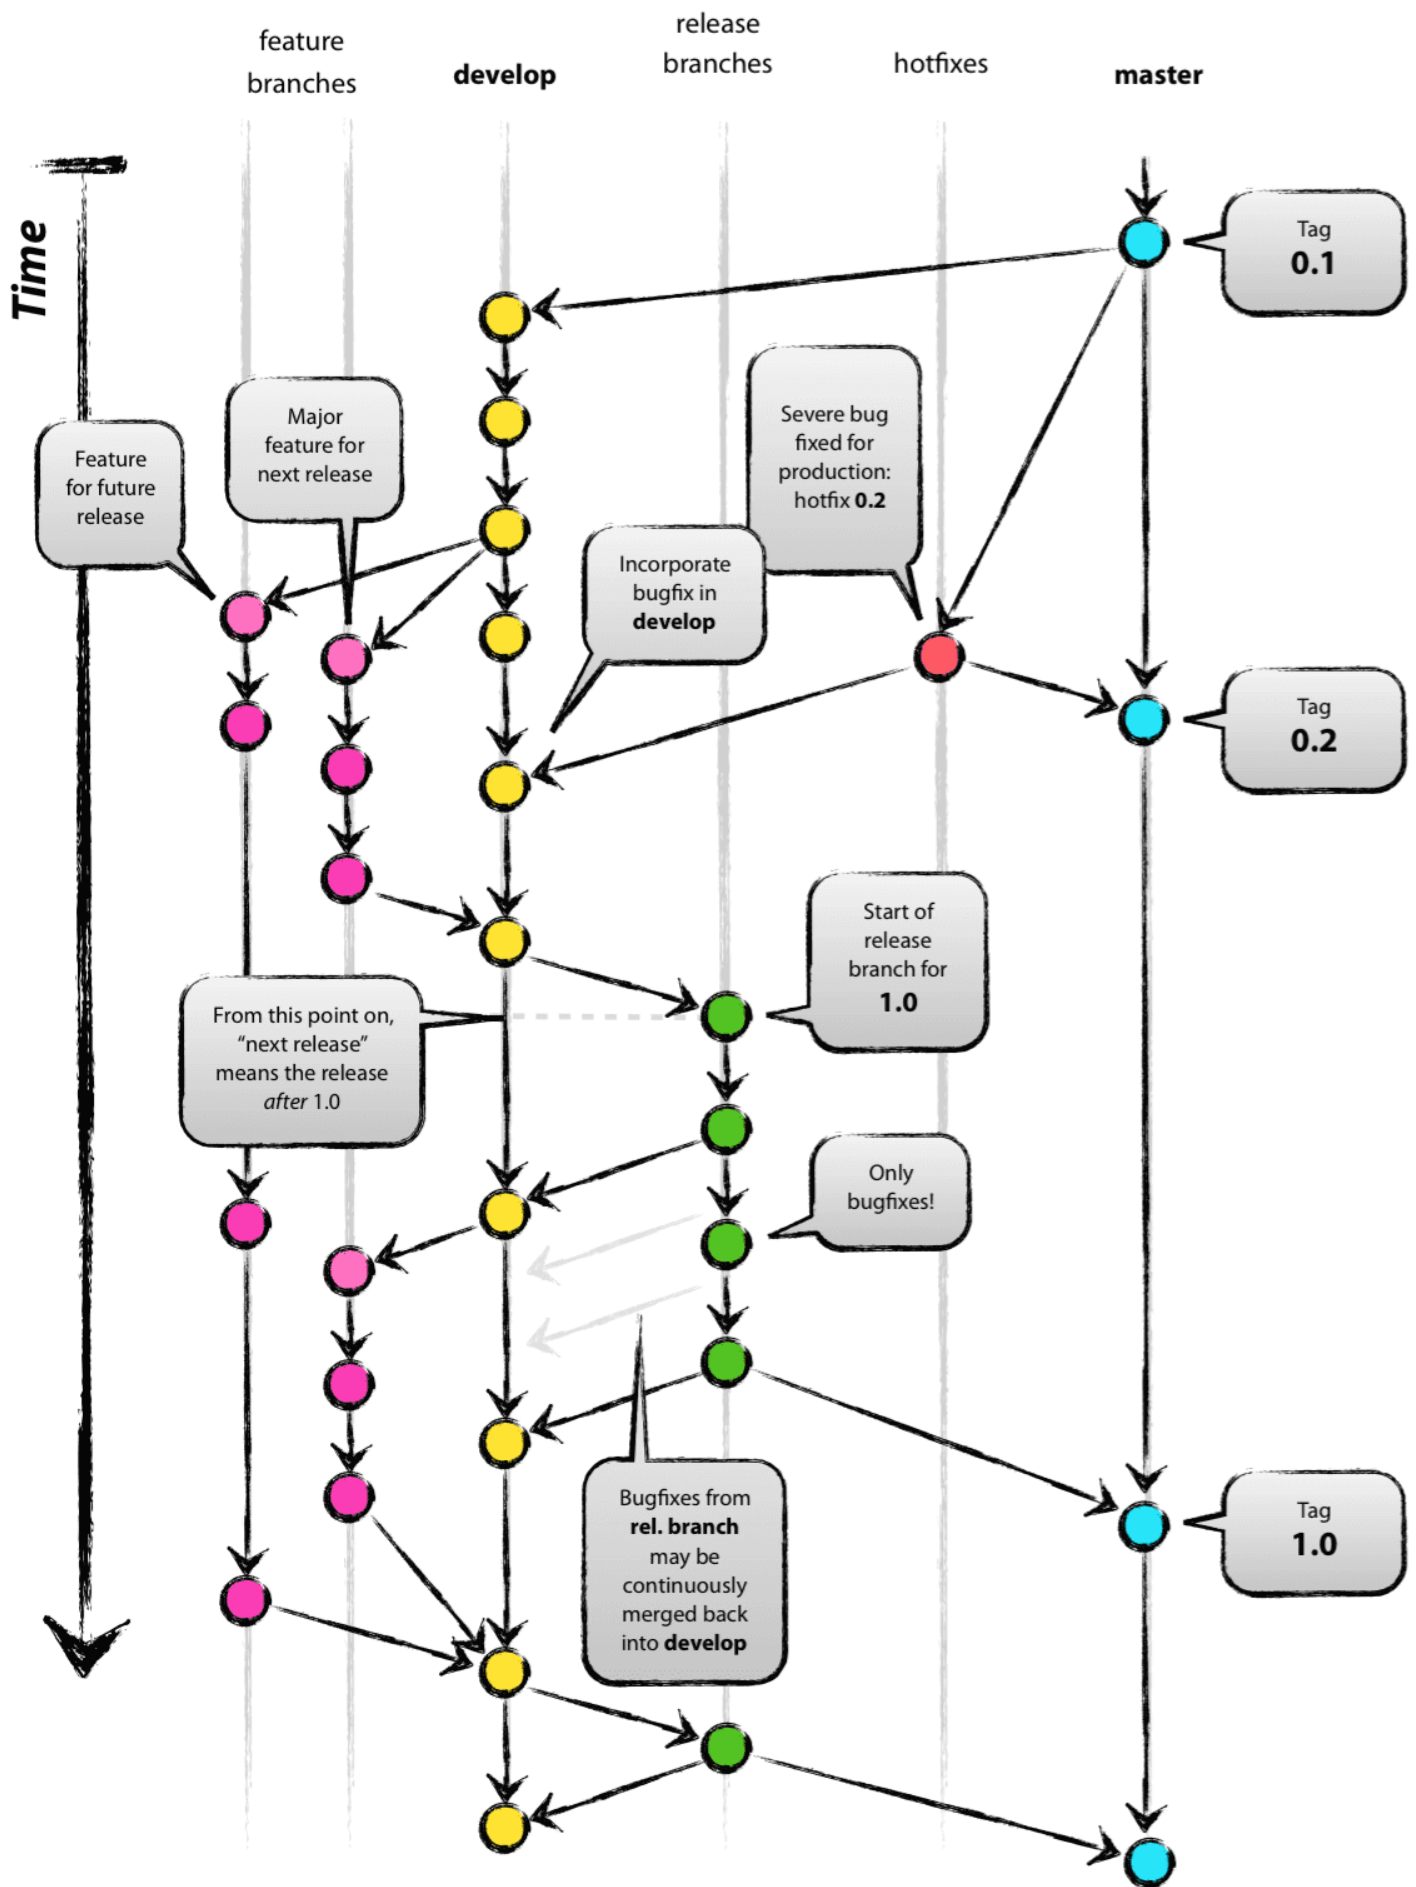 feature
branches
develop
release
branches
hotfixes
master
Time
Tag
0.1
Feature
for future
release
Major
feature for
next release
Severe bug
fixed for
production:
hotfix 0.2
Incorporate
bugfix in
develop
Tag
0.2
Start of
release
branch for
1.0
From this point on,
“next release”
means the release
after 1.0
Only
bugfixes!
Bugfixes from
rel. branch
may be
continuously
merged back
into develop
Tag
1.0